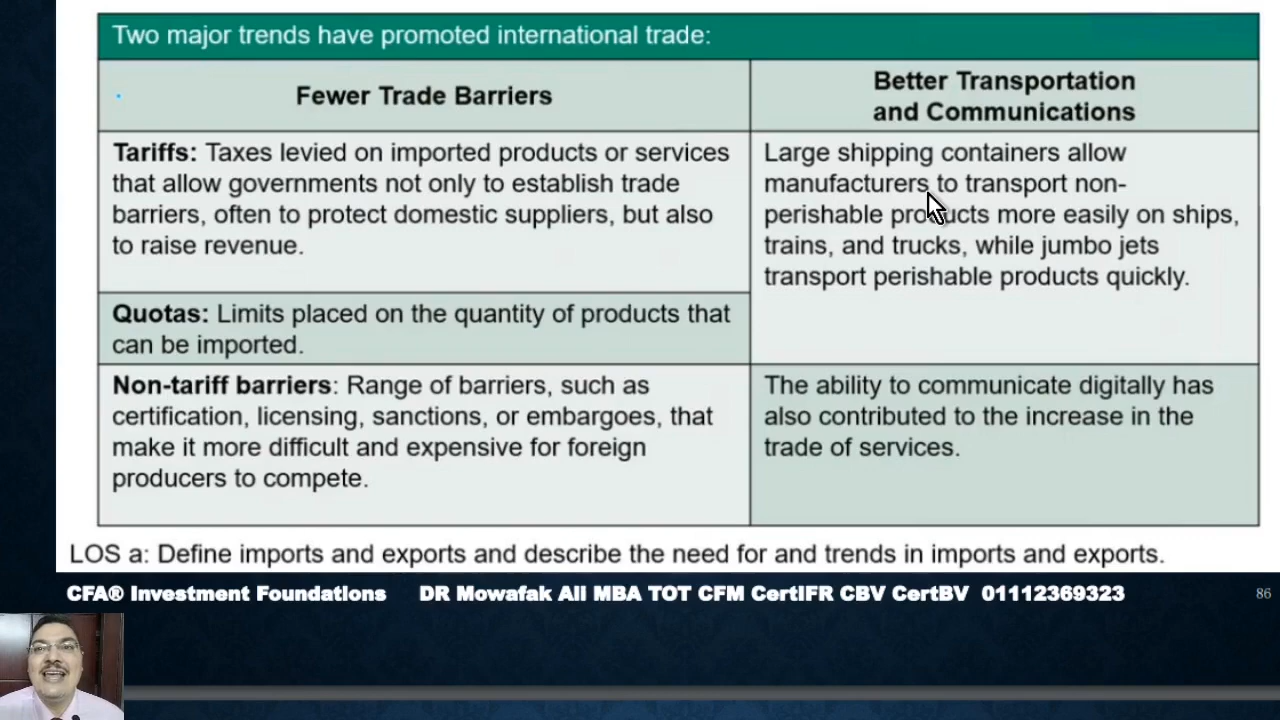 Two major trends have promoted international trade:
Fewer Trade Barriers
Better Transportation
and Communications
Tariffs: Taxes levied on imported products or services
that allow governments not only to establish trade
barriers, often to protect domestic suppliers, but also
to raise revenue.
Quotas: Limits placed on the quantity of products that
can be imported.
Non-tariff barriers: Range of barriers, such as
certification, licensing, sanctions, or embargoes, that
make it more difficult and expensive for foreign
producers to compete.
Large shipping containers allow
manufacturers to transport non-
perishable products more easily on ships,
trains, and trucks, while jumbo jets
transport perishable products quickly.
The ability to communicate digitally has
also contributed to the increase in the
trade of services.
LOS a: Define imports and exports and describe the need for and trends in imports and exports.
CFA® Investment Foundations DR Mowafak Ali MBA TOT CFM CertIFR CBV CertBV 01112369323
86